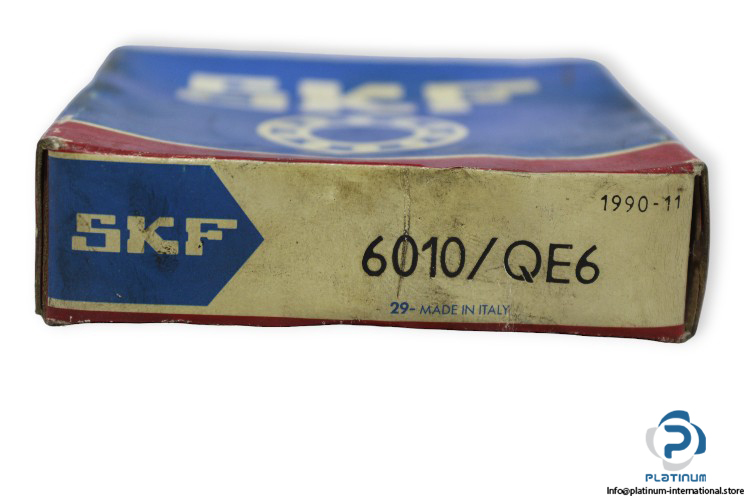 SKF
SKF
1990-11
6010/QE6
29- MADE IN ITALY
PLATINUM
Info@platinum-international.store